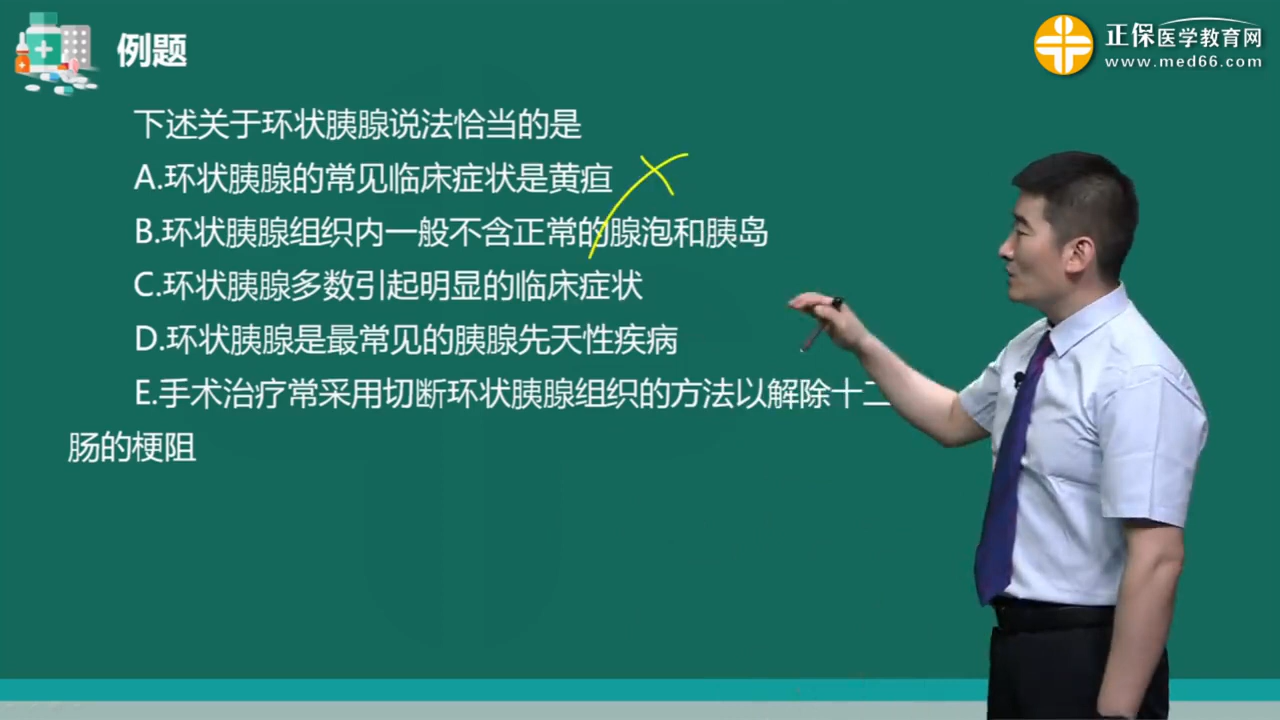 例题
正保医学教育网
www.med66.com
下述关于环状胰腺说法恰当的是
A.环状胰腺的常见临床症状是黄疸
B.环状胰腺组织内一般不含正常的腺泡和胰岛
C.环状胰腺多数引起明显的临床症状
D.环状胰腺是最常见的胰腺先天性疾病
E.手术治疗常采用切断环状胰腺组织的方法以解除十二
肠的梗阻